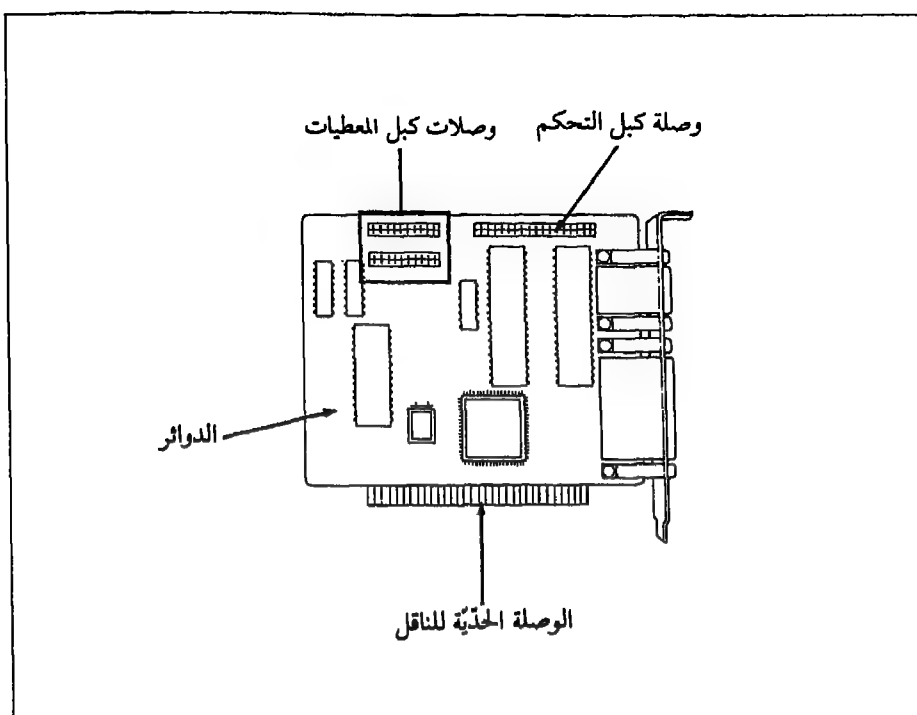 وصلة كبل التحكم
وصلات كبل المعطيات
الدوائر
الوصلة الحدّيّة للناقل